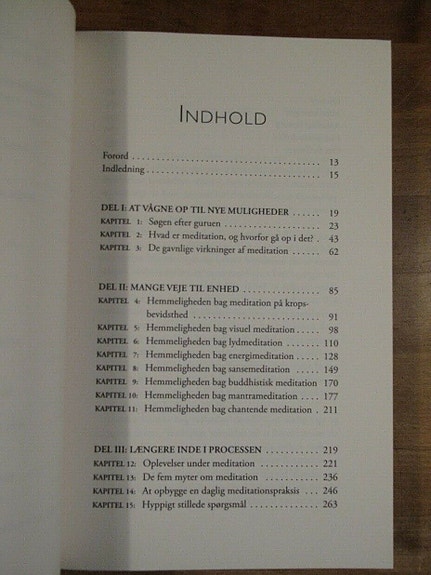 INDHOLD
Forord . . . . . . . . . . . . . . . . . . . . . . . . . . . . . . 13
Indledning . . . . . . . . . . . . . . . . . . . . . . . . . . . 15
DEL I: AT VÅGNE OP TIL NYE MULIGHEDER . . . . . . 19
KAPITEL 1: Søgen efter guruen . . . . . . . . . . . . . . . 23
KAPITEL 2: Hvad er meditation, og hvorfor gå op i det? . 43
KAPITEL 3: De gavnlige virkninger af meditation . . . . 62
DEL II: MANGE VEJE TIL ENHED . . . . . . . . . . . . . 85
KAPITEL 4: Hemmeligheden bag meditation på krops-
bevidsthed . . . . . . . . . . . . . . . . . . . 91
KAPITEL 5: Hemmeligheden bag visuel meditation . . . 98
KAPITEL 6: Hemmeligheden bag lydmeditation . . . . 110
KAPITEL 7: Hemmeligheden bag energimeditation . . . 128
KAPITEL 8: Hemmeligheden bag sansemeditation . . . 149
KAPITEL 9: Hemmeligheden bag buddhistisk meditation 170
KAPITEL 10: Hemmeligheden bag mantrameditation . . . 177
KAPITEL 11: Hemmeligheden bag chantende meditation . 211
DEL III: LÆNGERE INDE I PROCESSEN . . . . . . . . . . 219
KAPITEL 12: Oplevelser under meditation . . . . . . . . . 221
KAPITEL 13: De fem myter om meditation . . . . . . . . 236
KAPITEL 14: At opbygge en daglig meditationspraksis . . . 246
KAPITEL 15: Hyppigt stillede spørgsmål . . . . . . . . . . 263